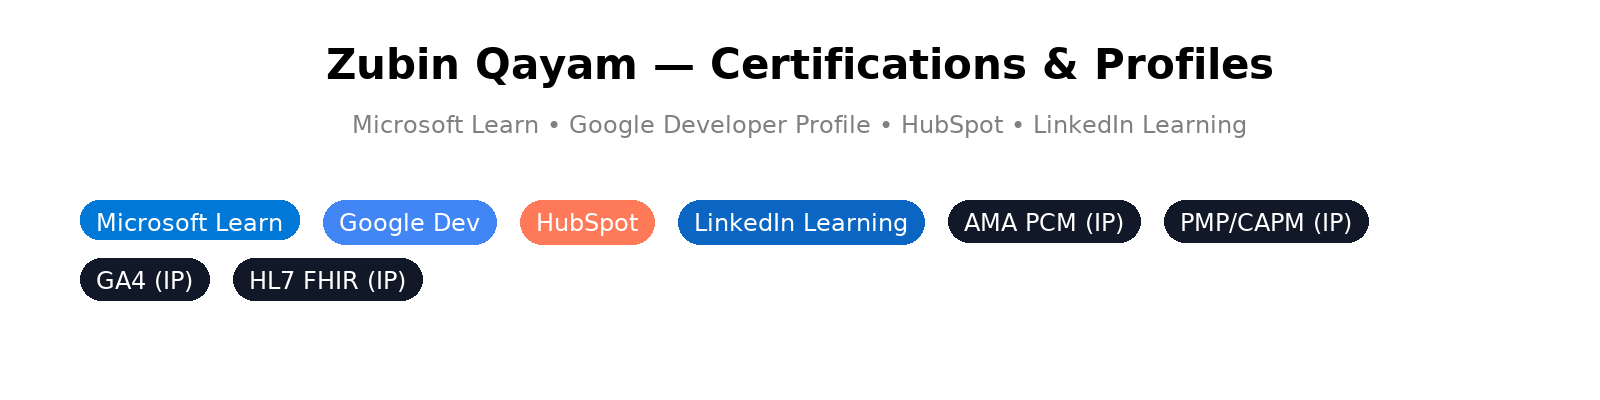 Zubin Qayam — Certifications & Profiles
Microsoft Learn • Google Developer Profile • HubSpot • LinkedIn Learning
Microsoft Learn Google Dev HubSpot LinkedIn Learning AMA PCM (IP) PMP/CAPM (IP)
GA4 (IP) HL7 FHIR (IP)